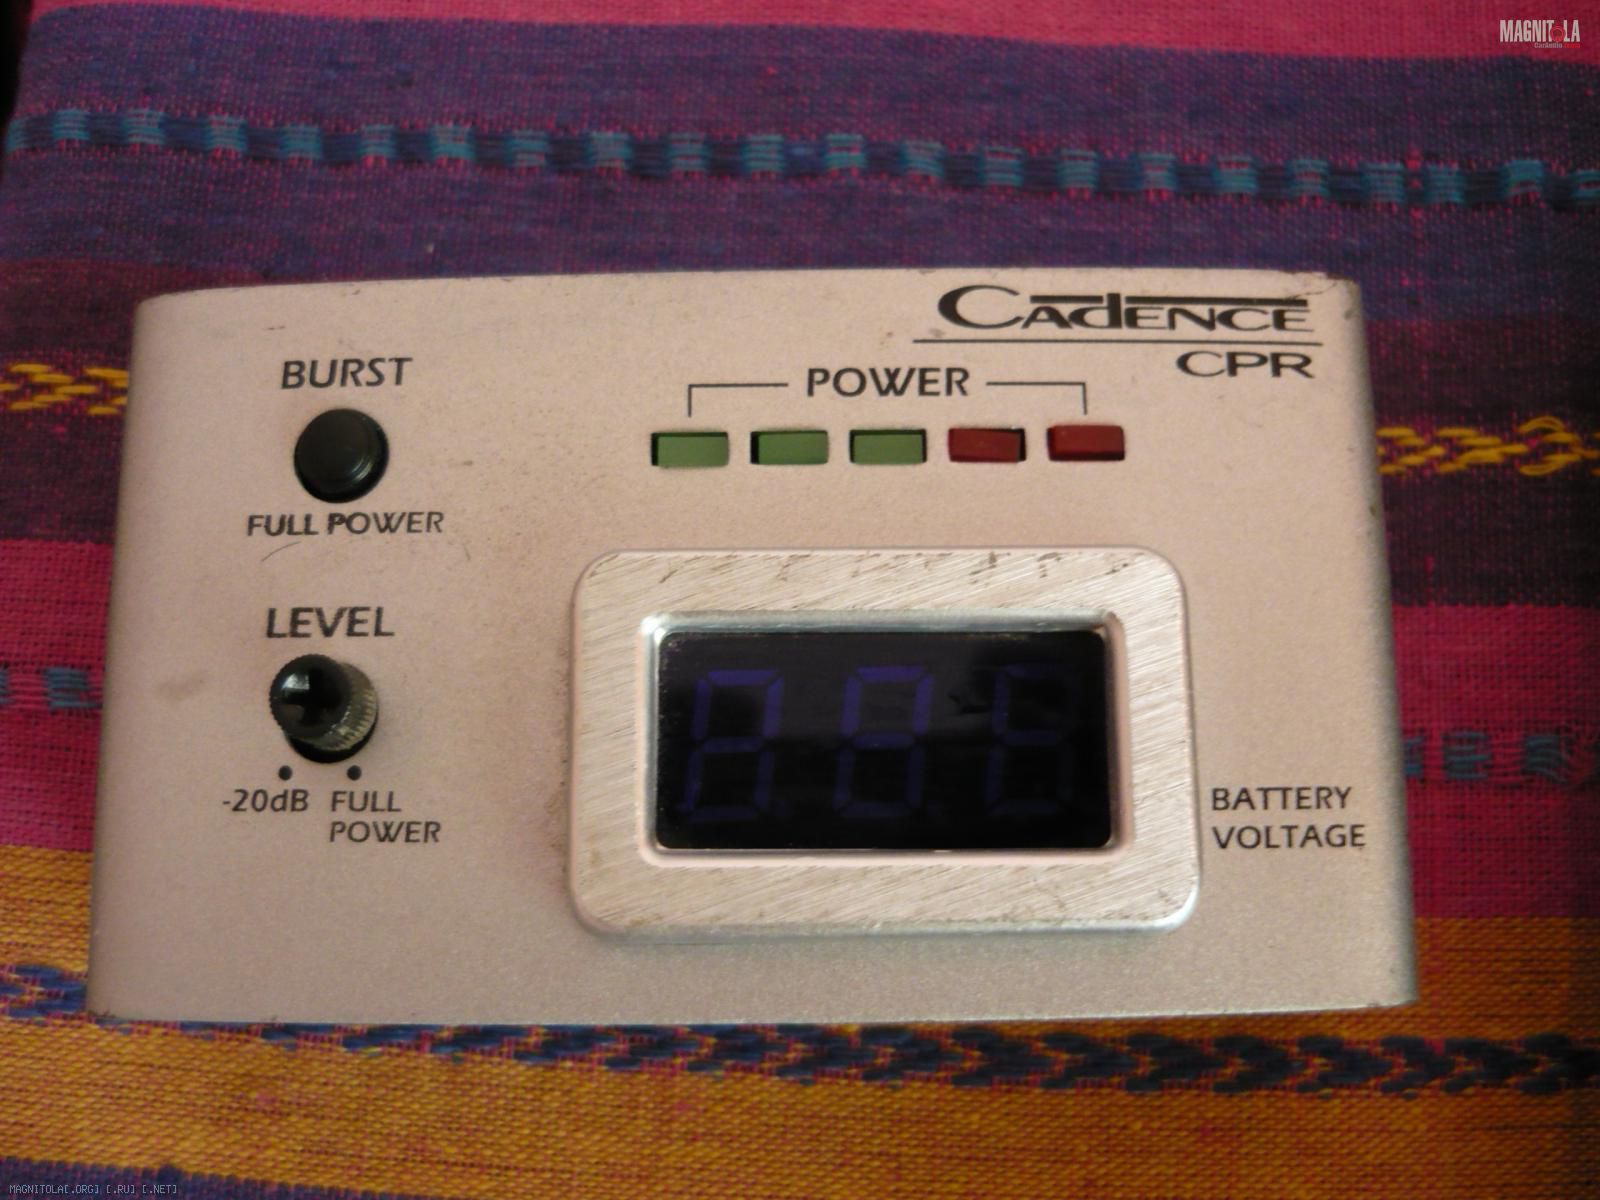 MAGNITOLA
CADENCE
CPR
BURST
FULL POWER
POWER
LEVEL
-20dB
FULL
POWER
BATTERY
VOLTAGE
MAGNITOLA[.ORG] [.RU] [.NET]